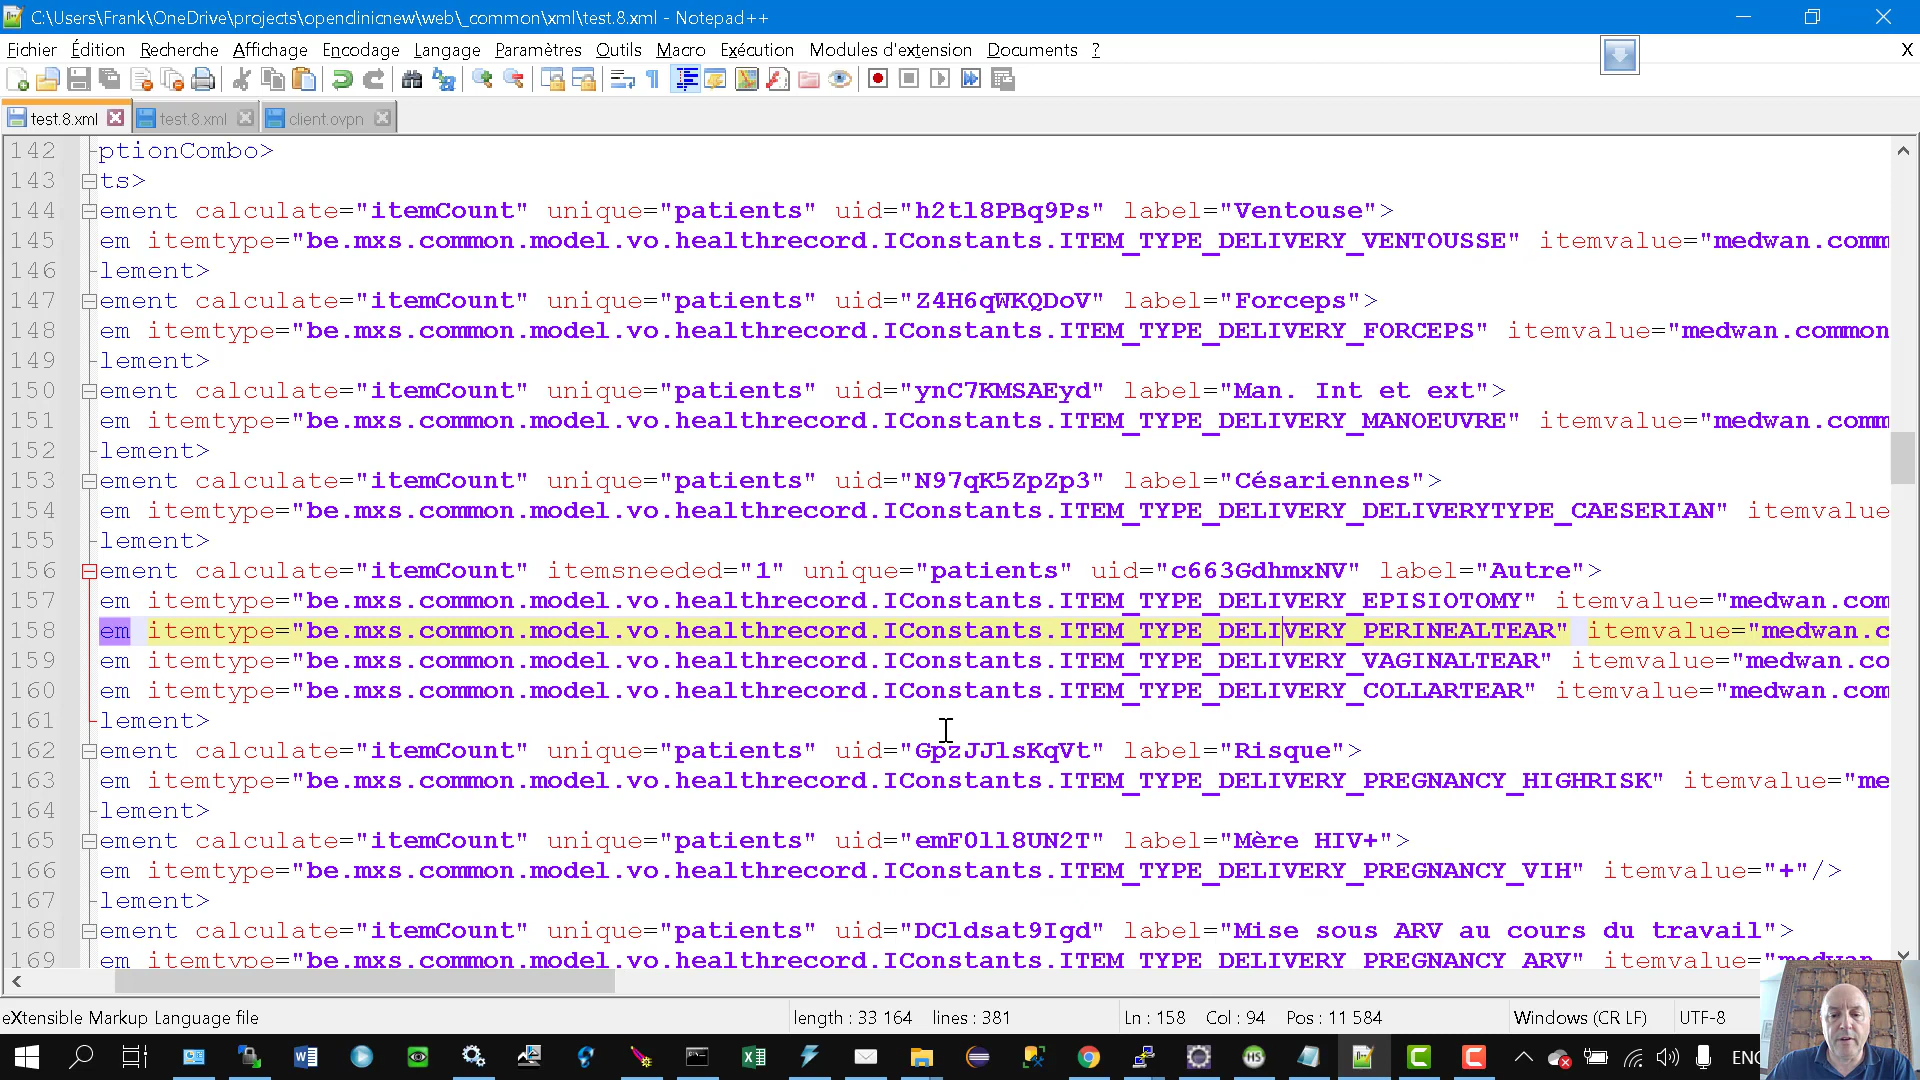 C:\Users\Frank\OneDrive\projects\openclinicnew\web\_common\xml\test.8.xml - Notepad++
Fichier Édition Recherche Affichage Encodage Langage Paramètres Outils Macro Exécution Modules d'extension Documents ? X
test.8.xml test.8.xml client.ovpn
142 ptionCombo>
143 ts>
144 ement calculate="itemCount" unique="patients" uid="h2tl8PBq9Ps" label="Ventouse">
145 em itemtype="be.mxs.common.model.vo.healthrecord.IConstants.ITEM_TYPE_DELIVERY_VENTOUSSE" itemvalue="medwan.comm
146 lement>
147 ement calculate="itemCount" unique="patients" uid="Z4H6qWKQDoV" label="Forceps">
148 em itemtype="be.mxs.common.model.vo.healthrecord.IConstants.ITEM_TYPE_DELIVERY_FORCEPS" itemvalue="medwan.common
149 lement>
150 ement calculate="itemCount" unique="patients" uid="ynC7KMSAEyd" label="Man. Int et ext">
151 em itemtype="be.mxs.common.model.vo.healthrecord.IConstants.ITEM_TYPE_DELIVERY_MANOEUVRE" itemvalue="medwan.comm
152 lement>
153 ement calculate="itemCount" unique="patients" uid="N97qK5ZpZp3" label="Césariennes">
154 em itemtype="be.mxs.common.model.vo.healthrecord.IConstants.ITEM_TYPE_DELIVERY_DELIVERYTYPE_CAESERIAN" itemvalue
155 lement>
156 ement calculate="itemCount" itemsneeded="1" unique="patients" uid="c663GdhmxNV" label="Autre">
157 em itemtype="be.mxs.common.model.vo.healthrecord.IConstants.ITEM_TYPE_DELIVERY_EPISIOTOMY" itemvalue="medwan.com
158 em itemtype="be.mxs.common.model.vo.healthrecord.IConstants.ITEM_TYPE_DELIVERY_PERINEALTEAR" itemvalue="medwan.c
159 em itemtype="be.mxs.common.model.vo.healthrecord.IConstants.ITEM_TYPE_DELIVERY_VAGINALTEAR" itemvalue="medwan.co
160 em itemtype="be.mxs.common.model.vo.healthrecord.IConstants.ITEM_TYPE_DELIVERY_COLLARTEAR" itemvalue="medwan.com
161 lement>
162 ement calculate="itemCount" unique="patients" uid="GpzJJlsKqVt" label="Risque">
163 em itemtype="be.mxs.common.model.vo.healthrecord.IConstants.ITEM_TYPE_DELIVERY_PREGNANCY_HIGHRISK" itemvalue="me
164 lement>
165 ement calculate="itemCount" unique="patients" uid="emF0ll8UN2T" label="Mère HIV+">
166 em itemtype="be.mxs.common.model.vo.healthrecord.IConstants.ITEM_TYPE_DELIVERY_PREGNANCY_VIH" itemvalue="+"/>
167 lement>
168 ement calculate="itemCount" unique="patients" uid="DCldsat9Igd" label="Mise sous ARV au cours du travail">
169 em itemtype="be.mxs.common.model.vo.healthrecord.IConstants.ITEM_TYPE_DELIVERY_PREGNANCY_ARV" itemvalue="medwan
eXtensible Markup Language file length : 33 164 lines : 381 Ln : 158 Col : 94 Pos : 11 584 Windows (CR LF) UTF-8
ENG